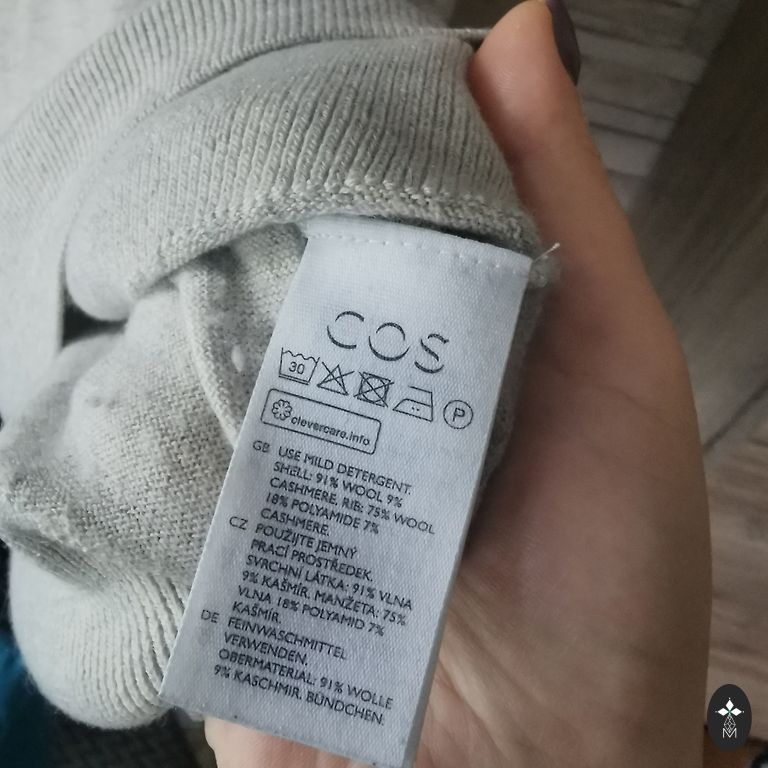 COS
30
P
clevercare.info
GB USE MILD DETERGENT.
SHELL: 91% WOOL 9%
CASHMERE. RIB: 75% WOOL
18% POLYAMIDE 7%
CASHMERE.
CZ POUŽIJTE JEMNÝ
PRACÍ PROSTŘEDEK.
SVRCHNÍ LÁTKA: 91% VLNA
9% KAŠMÍR. MANŽETA: 75%
VLNA 18% POLYAMID 7%
KAŠMÍR.
DE FEINWASCHMITTEL
VERWENDEN.
OBERMATERIAL: 91% WOLLE
9% KASCHMIR. BÜNDCHEN
M